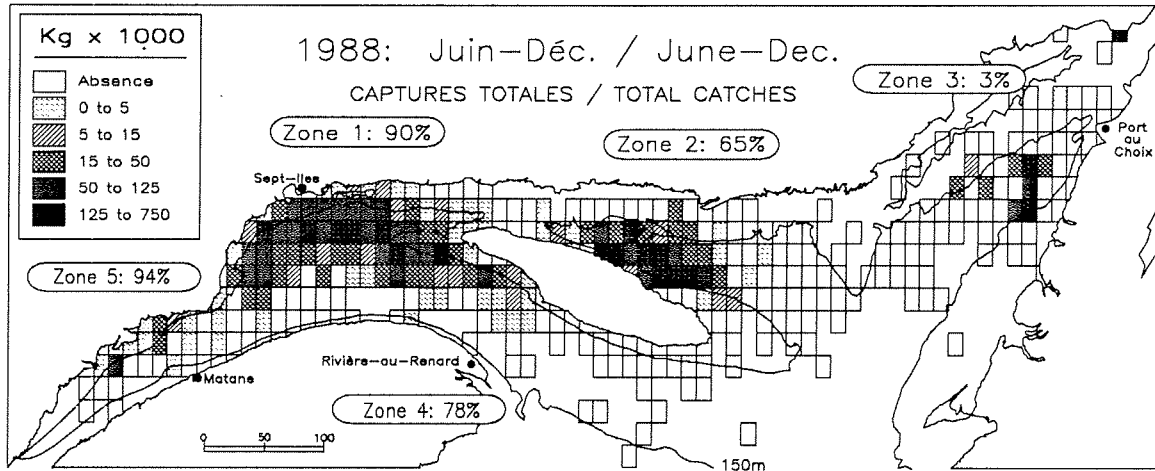 Kg x 1000
Absence
0 to 5
5 to 15
15 to 50
50 to 125
125 to 750
1988: Juin-Déc. / June-Dec.
CAPTURES TOTALES / TOTAL CATCHES
Zone 3: 3%
Zone 1: 90%
Zone 2: 65%
Port
au
Choix
Sept-Iles
Zone 5: 94%
Rivière-au-Renard
Matane
Zone 4: 78%
0 50 100
150m